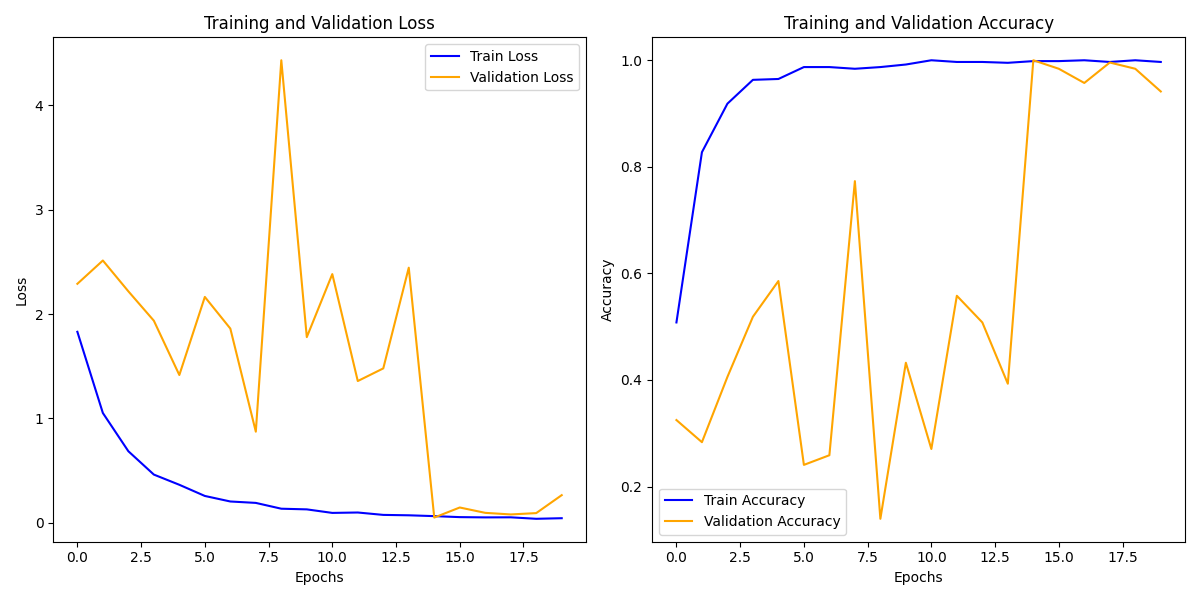 Training and Validation Loss
Train Loss
Validation Loss
4
3
2
1
0
Loss
0.0 2.5 5.0 7.5 10.0 12.5 15.0 17.5
Epochs
Training and Validation Accuracy
1.0
0.8
0.6
0.4
0.2
Accuracy
Train Accuracy
Validation Accuracy
0.0 2.5 5.0 7.5 10.0 12.5 15.0 17.5
Epochs